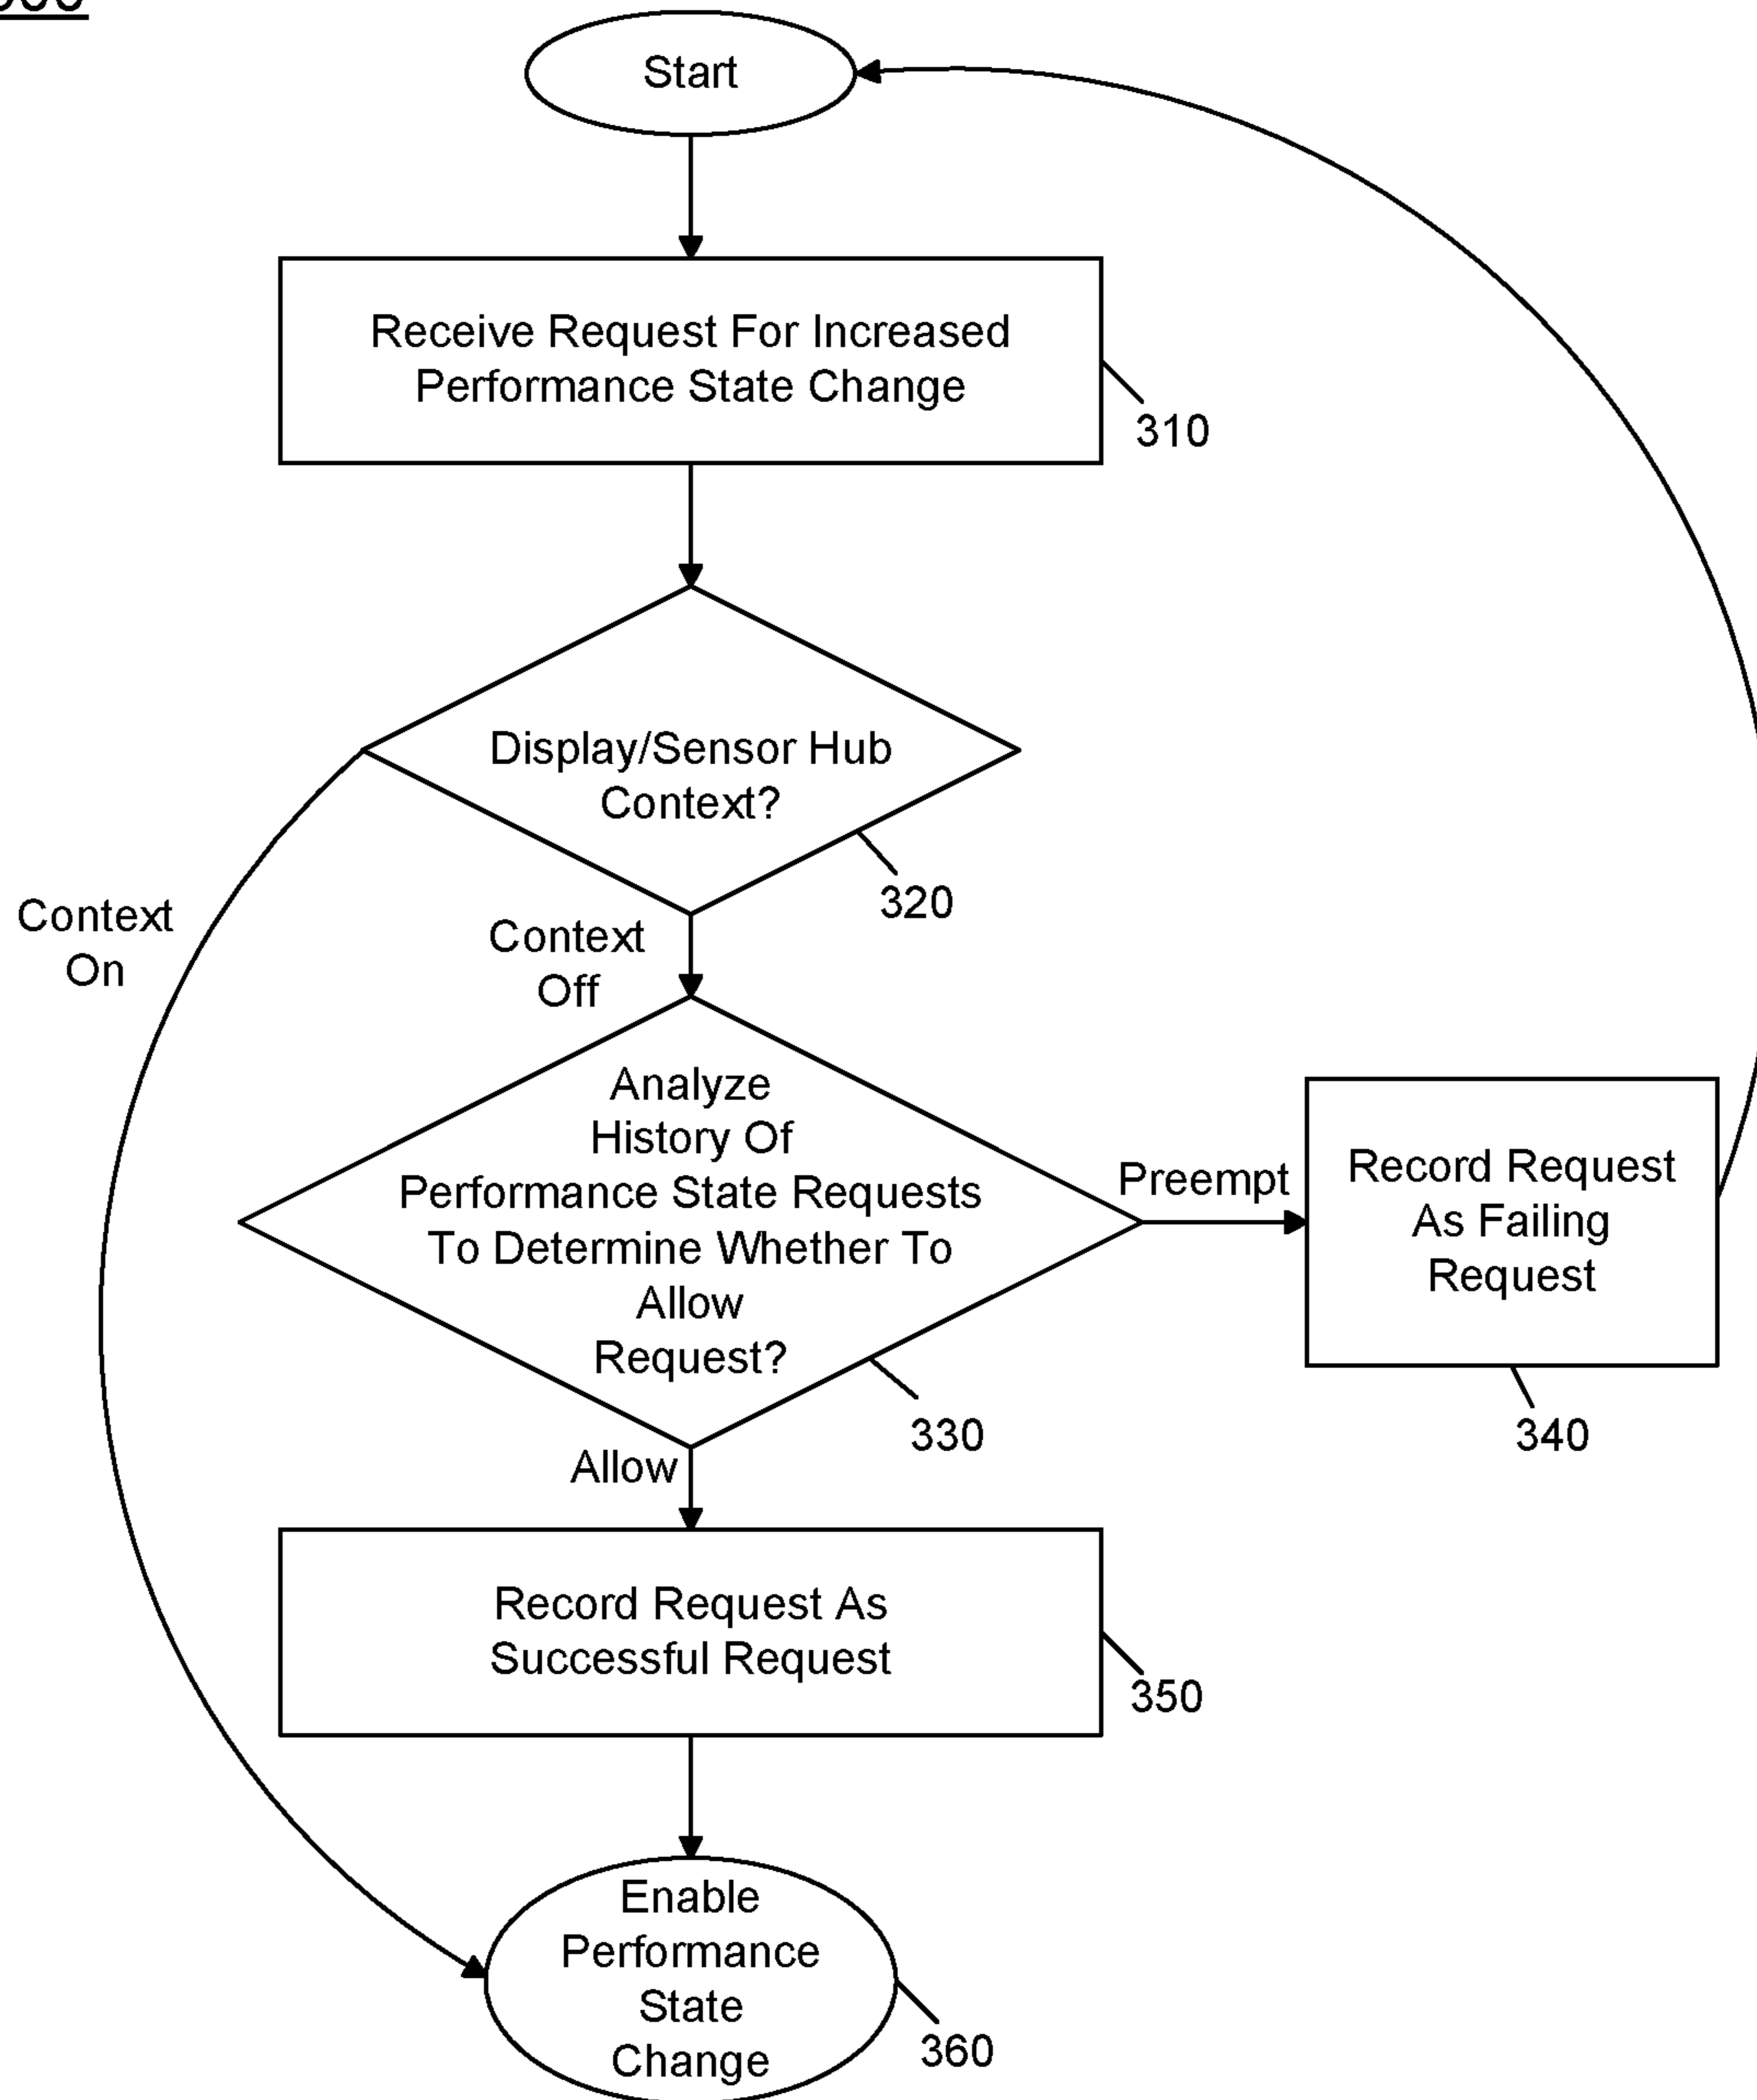 Start
Receive Request For Increased
Performance State Change
310
Display/Sensor Hub
Context?
320
Context
On
Context
Off
Analyze
History Of
Performance State Requests
To Determine Whether To
Allow
Request?
330
Preempt
Record Request
As Failing
Request
340
Allow
Record Request As
Successful Request
350
Enable
Performance
State
Change
360